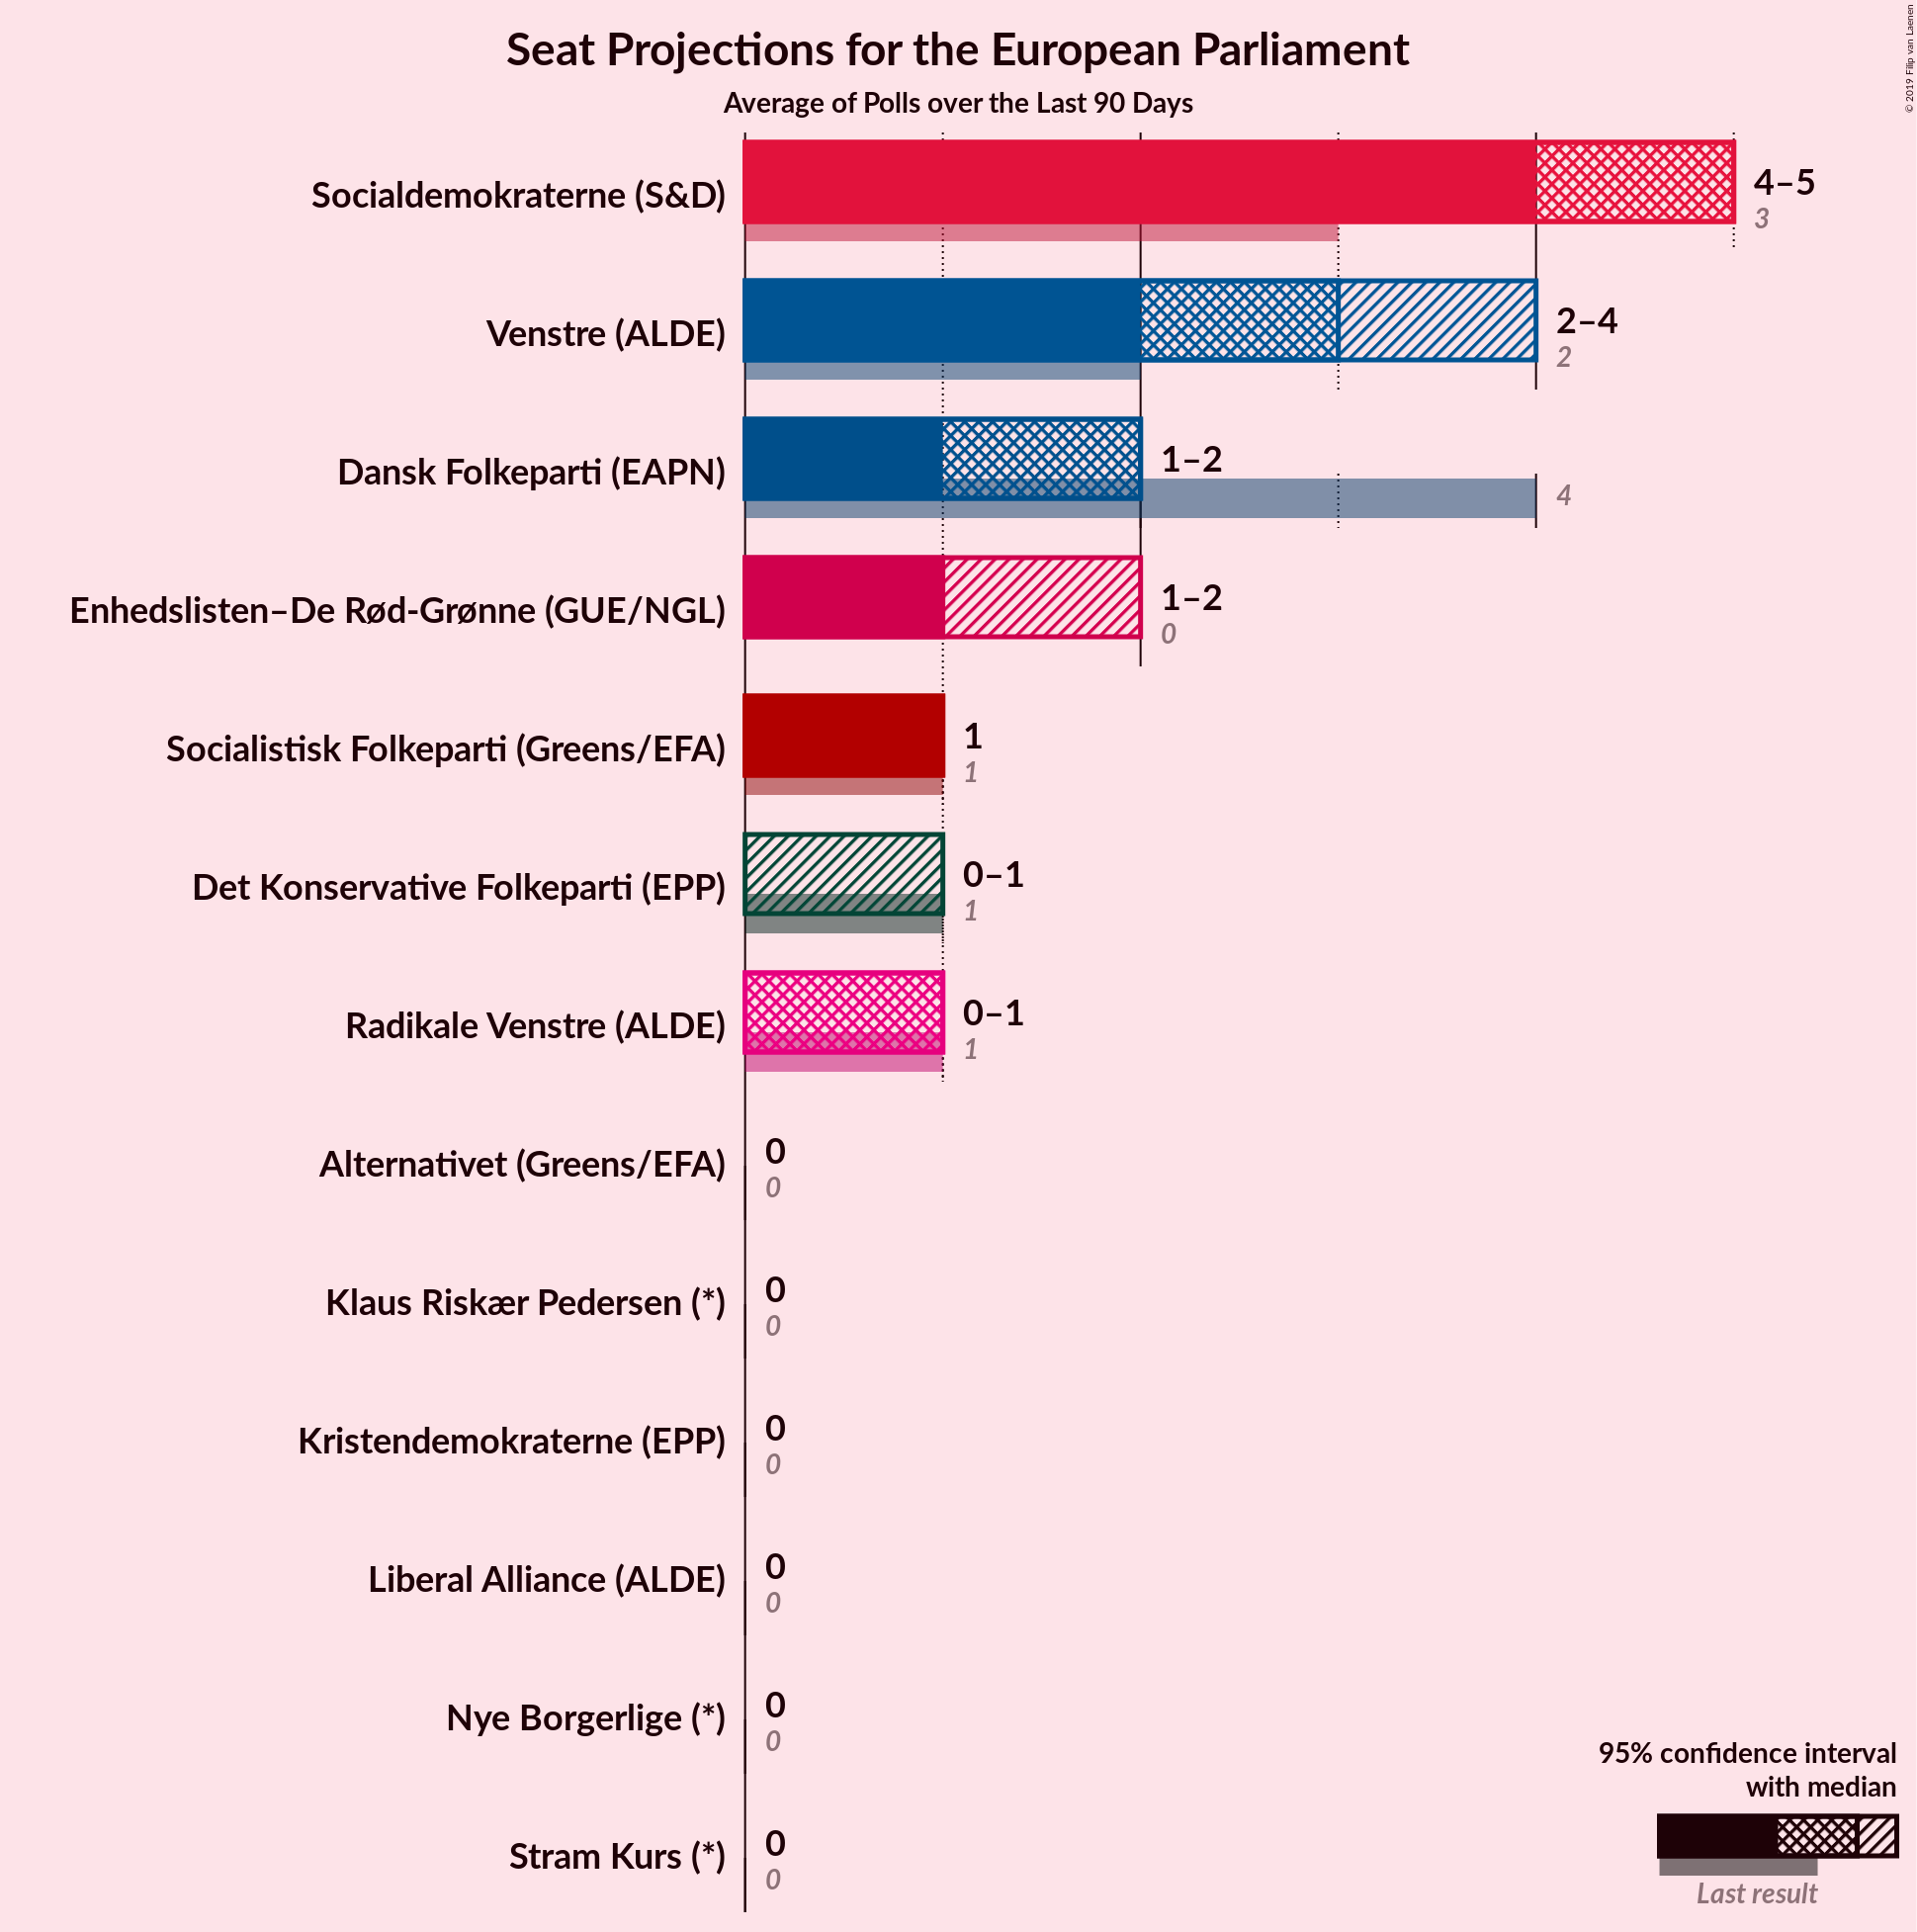 Seat Projections for the European Parliament
Average of Polls over the Last 90 Days
© 2019 Filip van Laenen
Socialdemokraterne (S&D)
4–5
3
Venstre (ALDE)
2–4
2
Dansk Folkeparti (EAPN)
1–2
4
Enhedslisten–De Rød-Grønne (GUE/NGL)
1–2
0
Socialistisk Folkeparti (Greens/EFA)
1
1
Det Konservative Folkeparti (EPP)
0–1
1
Radikale Venstre (ALDE)
0–1
1
Alternativet (Greens/EFA)
0
0
Klaus Riskær Pedersen (*)
0
0
Kristendemokraterne (EPP)
0
0
Liberal Alliance (ALDE)
0
0
Nye Borgerlige (*)
0
0
Stram Kurs (*)
0
0
95% confidence interval
with median
Last result